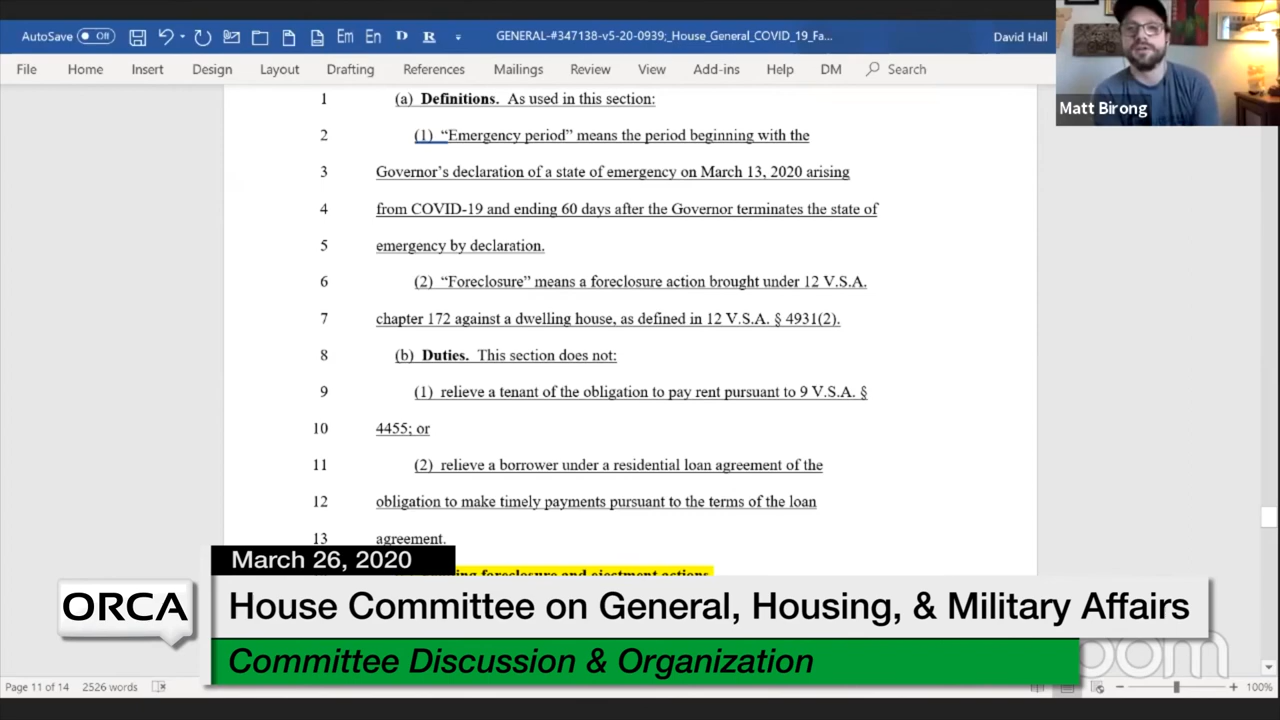 AutoSave Off Em En D R GENERAL-#347138-v5-20-0939;_House_General_COVID_19_Fa... David Hall
File Home Insert Design Layout Drafting References Mailings Review View Add-ins Help DM Search
Matt Birong
1 (a) Definitions. As used in this section:
2 (1) “Emergency period” means the period beginning with the
3 Governor’s declaration of a state of emergency on March 13, 2020 arising
4 from COVID-19 and ending 60 days after the Governor terminates the state of
5 emergency by declaration.
6 (2) “Foreclosure” means a foreclosure action brought under 12 V.S.A.
7 chapter 172 against a dwelling house, as defined in 12 V.S.A. § 4931(2).
8 (b) Duties. This section does not:
9 (1) relieve a tenant of the obligation to pay rent pursuant to 9 V.S.A. §
10 4455; or
11 (2) relieve a borrower under a residential loan agreement of the
12 obligation to make timely payments pursuant to the terms of the loan
13 agreement.
foreclosure and ejectment actions
March 26, 2020
ORCA
House Committee on General, Housing, & Military Affairs
Committee Discussion & Organization
Page 11 of 14 2526 words 100%